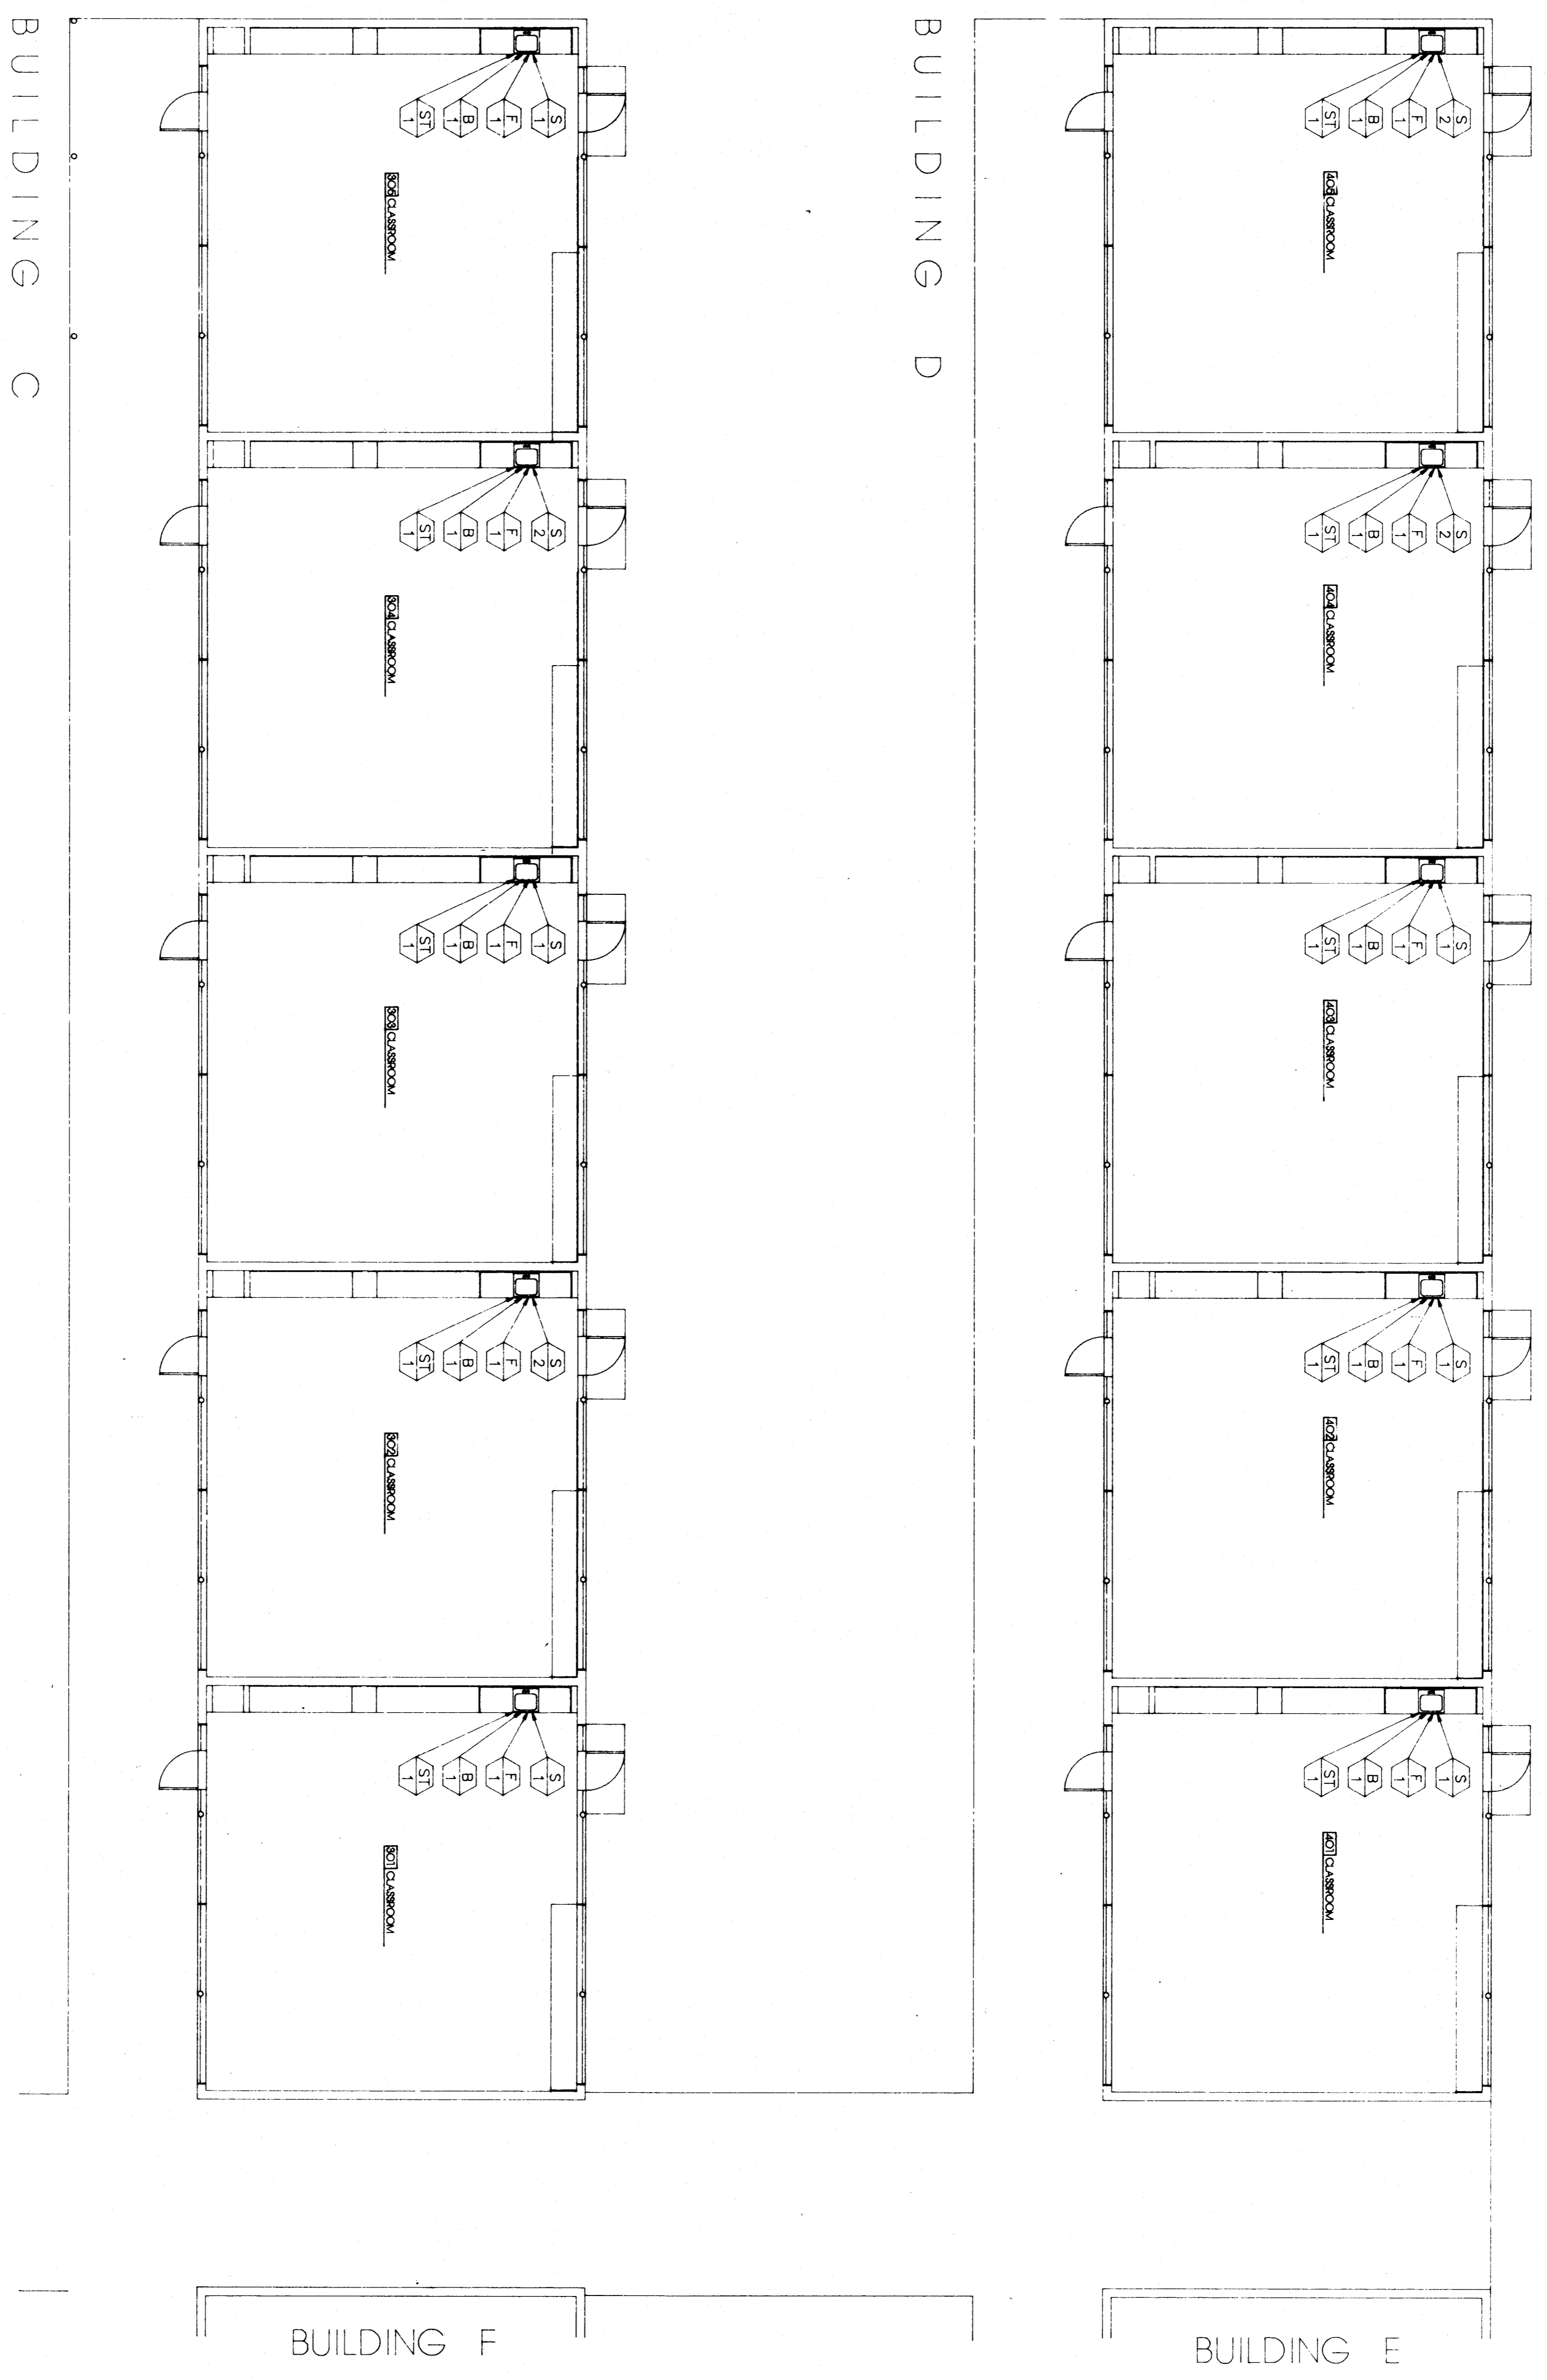 BUILDING C
S
1
F
1
B
1
ST
1
305 CLASSROOM
S
2
F
1
B
1
ST
1
304 CLASSROOM
S
1
F
1
B
1
ST
1
303 CLASSROOM
S
2
F
1
B
1
ST
1
302 CLASSROOM
S
1
F
1
B
1
ST
1
301 CLASSROOM
BUILDING D
S
2
F
1
B
1
ST
1
405 CLASSROOM
S
2
F
1
B
1
ST
1
404 CLASSROOM
S
1
F
1
B
1
ST
1
403 CLASSROOM
S
1
F
1
B
1
ST
1
402 CLASSROOM
S
1
F
1
B
1
ST
1
401 CLASSROOM
BUILDING F
BUILDING E